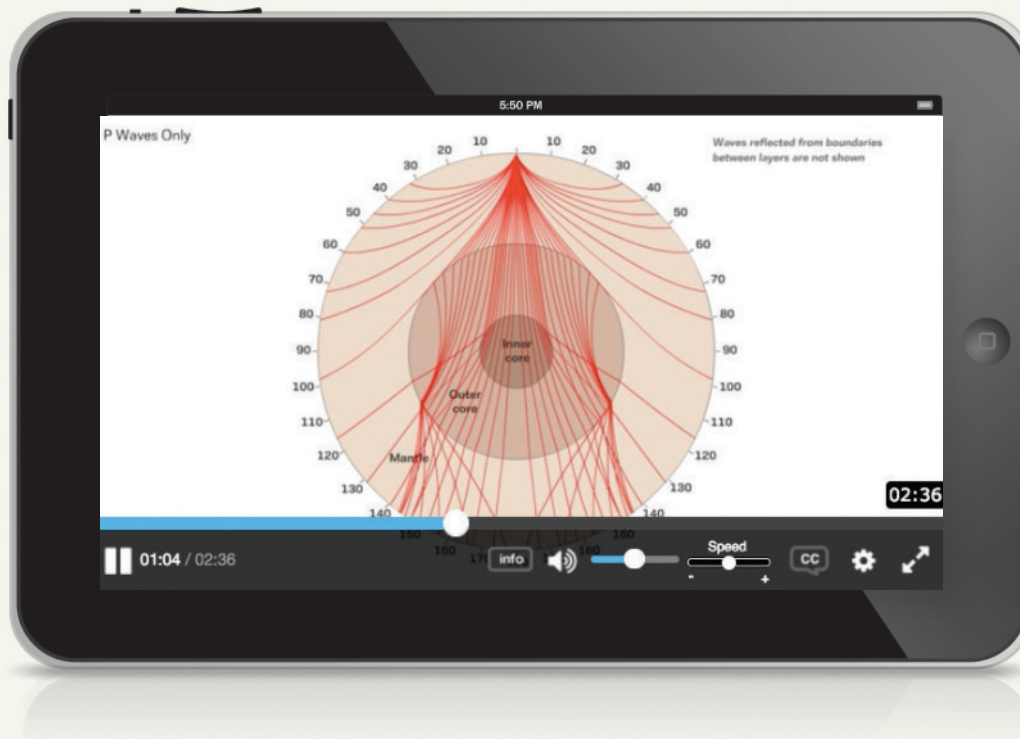 5:50 PM
P Waves Only
Waves reflected from boundaries
between layers are not shown
10 10
20 20
30 30
40 40
50 50
60 60
70 70
80 80
90 90
100 100
110 110
120 120
130 130
140 140
150 150
160 160
Inner
core
Outer
core
Mantle
02:36
01:04 / 02:36
info
Speed
- +
CC